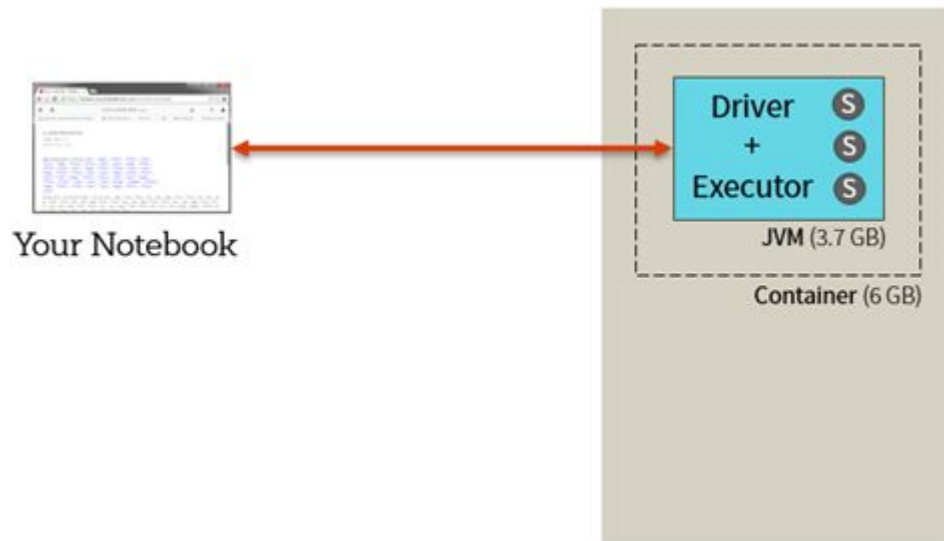 Driver S
+ S
Executor S
JVM (3.7 GB)
Container (6 GB)
Your Notebook